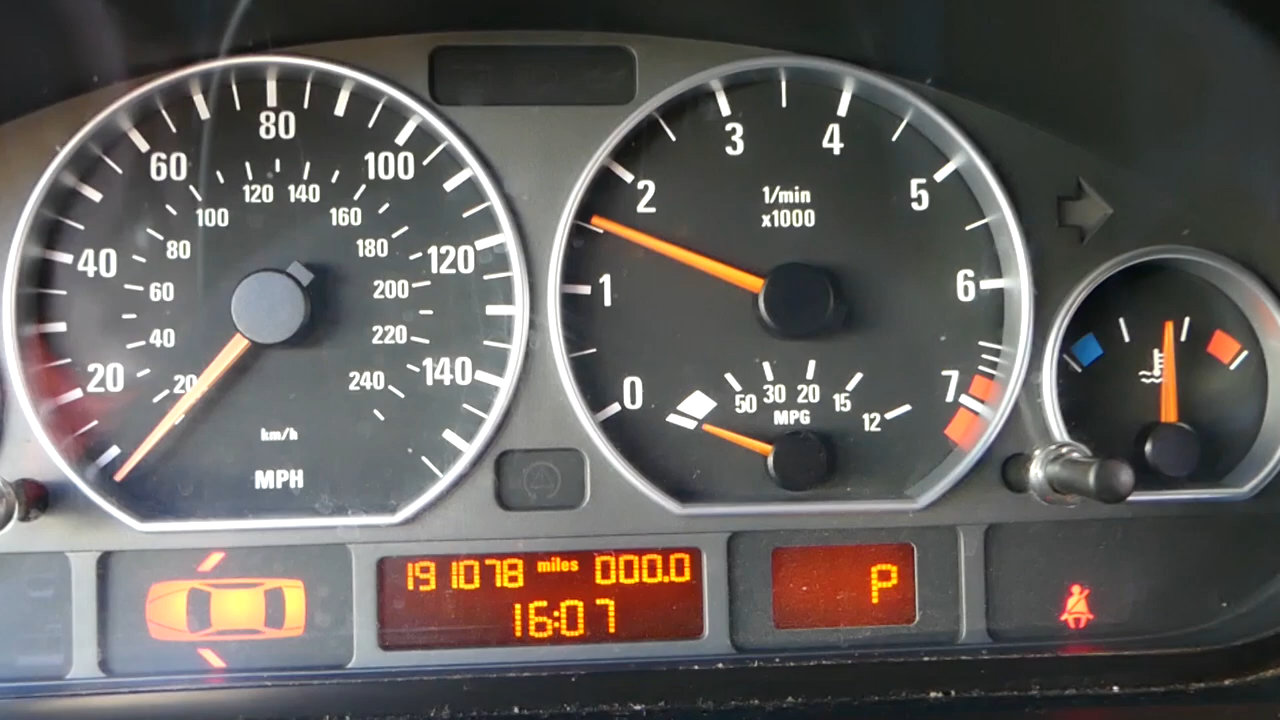 20 40 60 80 100 120 140
20 40 60 80 100 120 140 160 180 200 220 240
km/h
MPH
0 1 2 3 4 5 6 7
1/min
x1000
50 30 20 15 12
MPG
191078 miles 000.0
16:07
P